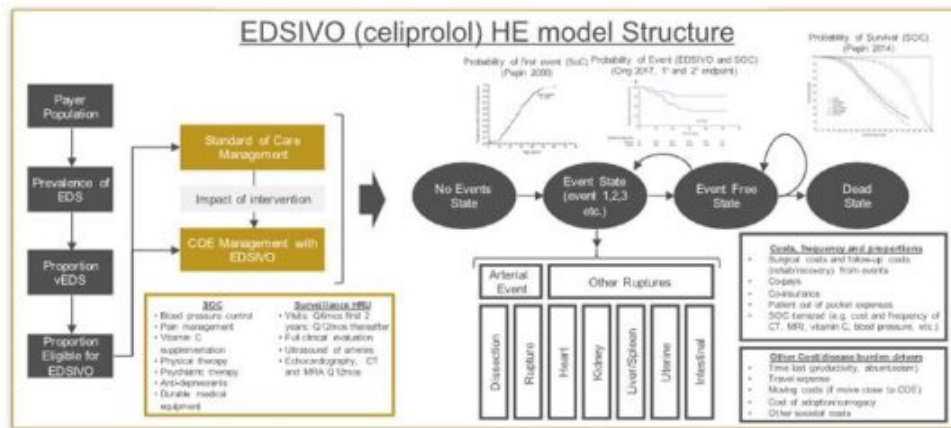 EDSIVO (celiprolol) HE model Structure
Payer
Population
Prevalence of
EDS
Proportion
vEDS
Proportion
Eligible for
EDSIVO
Standard of Care
Management
Impact of intervention
COE Management with
EDSIVO
SOC
• Blood pressure control
• Pain management
• Vitamin C
supplementation
• Physical therapy
• Psychiatric therapy
• Anti-depressants
• Durable medical
equipment
Surveillance HRU
• Visits: Q6mos first 2
years; Q12mos thereafter
• Full clinical evaluation
• Ultrasound of arteries
• Echocardiography, CT
and MRA Q12mos
Probability of first event (SoC)
(Pepin 2000)
Probability of Event (EDSIVO and SOC)
(Ong 2017, 1° and 2° endpoint)
Probability of Survival (SOC)
(Pepin 2014)
No Events
State
Event State
(event 1,2,3
etc.)
Event Free
State
Dead
State
Arterial
Event
Other Ruptures
Dissection
Rupture
Heart
Kidney
Liver/Spleen
Uterine
Intestinal
Costs, frequency and proportions
• Surgical costs and follow-up costs
(rehab/recovery) from events
• Co-pays
• Co-insurance
• Patient out of pocket expenses
• SOC itemized (e.g. cost and frequency of
CT, MRI, vitamin C, blood pressure, etc.)
Other Cost/disease burden drivers
• Time lost (productivity, absenteeism)
• Travel expense
• Moving costs (if move close to COE)
• Cost of adoption/surrogacy
• Other societal costs